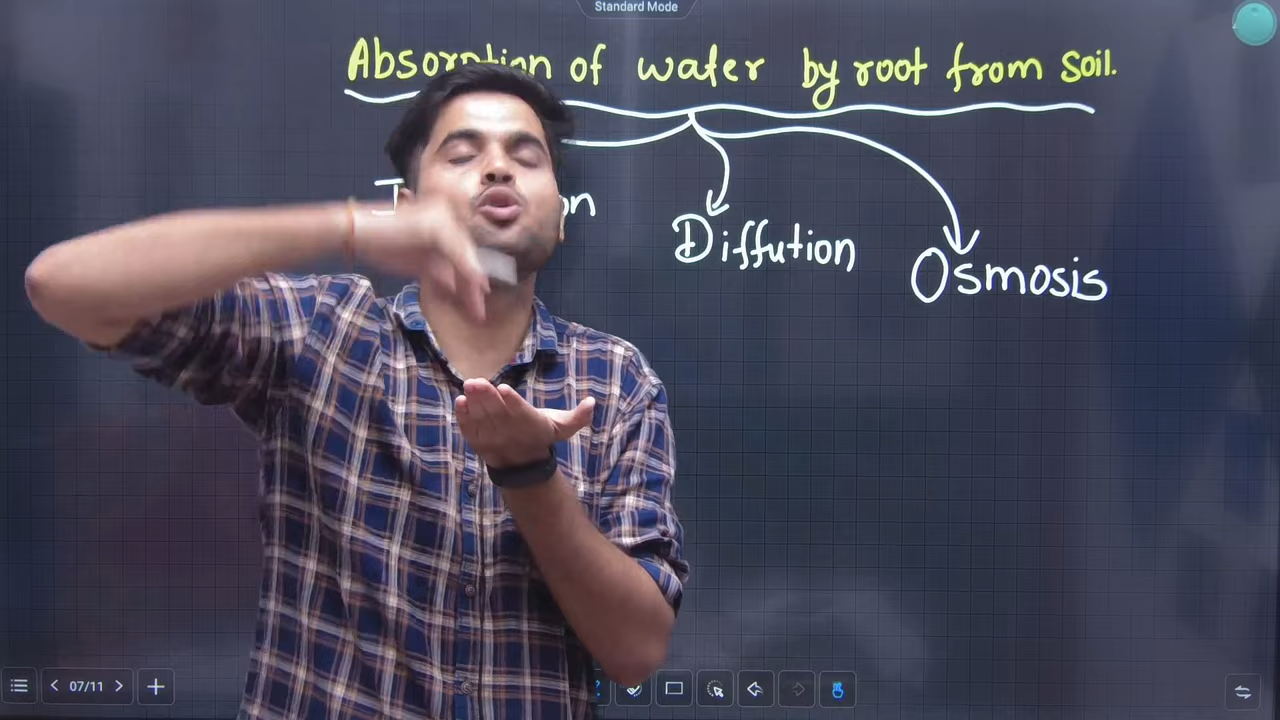 Standard Mode
Absorption of water by root from Soil.
Diffution
Osmosis
07/11